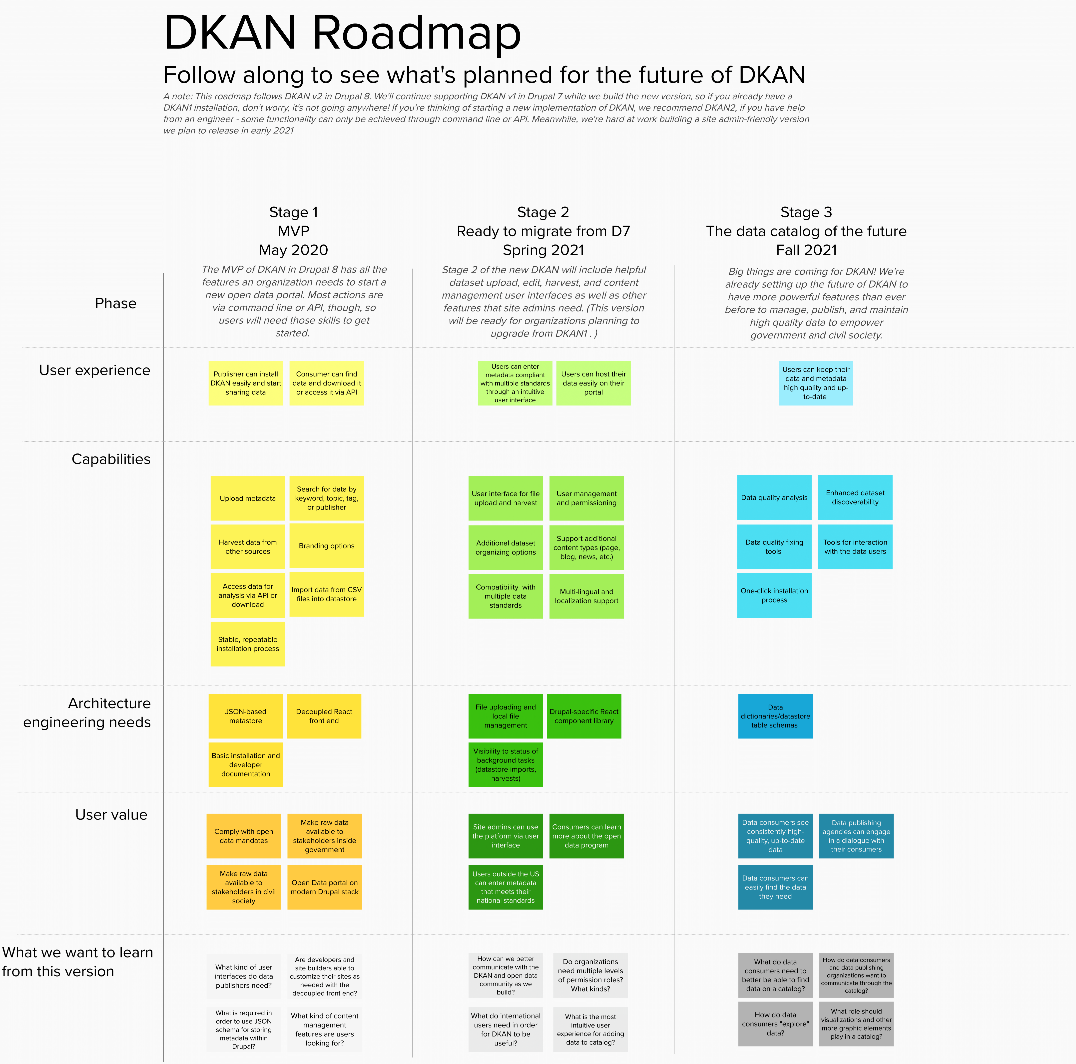 DKAN Roadmap
Follow along to see what's planned for the future of DKAN
A note: This roadmap follows DKAN v2 in Drupal 8. We'll continue supporting DKAN v1 in Drupal 7 while we build the new version, so if you already have a
DKAN1 installation, don't worry, it's not going anywhere! If you're thinking of starting a new implementation of DKAN, we recommend DKAN2, if you have help
from an engineer - some functionality can only be achieved through command line or API. Meanwhile, we're hard at work building a site admin-friendly version
we plan to release in early 2021
Stage 1
MVP
May 2020
Stage 2
Ready to migrate from D7
Spring 2021
Stage 3
The data catalog of the future
Fall 2021
Phase
The MVP of DKAN in Drupal 8 has all the
features an organization needs to start a
new open data portal. Most actions are
via command line or API, though, so
users will need those skills to get
started.
Stage 2 of the new DKAN will include helpful
dataset upload, edit, harvest, and content
management user interfaces as well as other
features that site admins need. (This version
will be ready for organizations planning to
upgrade from DKAN1 . )
Big things are coming for DKAN! We're
already setting up the future of DKAN to
have more powerful features than ever
before to manage, publish, and maintain
high quality data to empower
government and civil society.
User experience
Publisher can install
DKAN easily and start
sharing data
Consumer can find
data and download it
or access it via API
Users can enter
metadata compliant
with multiple standards
through an intuitive
user interface
Users can host their
data easily on their
portal
Users can keep their
data and metadata
high quality and up-
to-date
Capabilities
Upload metadata
Search for data by
keyword, topic, tag,
or publisher
Harvest data from
other sources
Branding options
Access data for
analysis via API or
download
Import data from CSV
files into datastore
Stable, repeatable
installation process
User interface for file
upload and harvest
User management
and permissioning
Additional dataset
organizing options
Support additional
content types (page,
blog, news, etc.)
Compatibility with
multiple data
standards
Multi-lingual and
localization support
Data quality analysis
Enhanced dataset
discoverability
Data quality fixing
tools
Tools for interaction
with the data users
One-click installation
process
Architecture
engineering needs
JSON-based
metastore
Decoupled React
front end
Basic installation and
developer
documentation
File uploading and
local file
management
Drupal-specific React
component library
Visibility to status of
background tasks
(datastore imports,
harvests)
Data
dictionaries/datastore
table schemas
User value
Comply with open
data mandates
Make raw data
available to
stakeholders inside
government
Make raw data
available to
stakeholders in civil
society
Open Data portal on
modern Drupal stack
Site admins can use
the platform via user
interface
Consumers can learn
more about the open
data program
Users outside the US
can enter metadata
that meets their
national standards
Data consumers see
consistently high-
quality, up-to-date
data
Data publishing
agencies can engage
in a dialogue with
their consumers
Data consumers can
easily find the data
they need
What we want to learn
from this version
What kind of user
interfaces do data
publishers need?
Are developers and
site builders able to
customize their sites as
needed with the
decoupled front end?
What is required in
order to use JSON
schema for storing
metadata within
Drupal?
What kind of content
management
features are users
looking for?
How can we better
communicate with the
DKAN and open data
community as we
build?
Do organizations
need multiple levels
of permission roles?
What kinds?
What do international
users need in order
for DKAN to be
useful?
What is the most
intuitive user
experience for adding
data to catalog?
What do data
consumers need to
better be able to find
data on a catalog?
How do data consumers
and data publishing
organizations want to
communicate through the
catalog?
How do data
consumers "explore"
data?
What role should
visualizations and other
more graphic elements
play in a catalog?